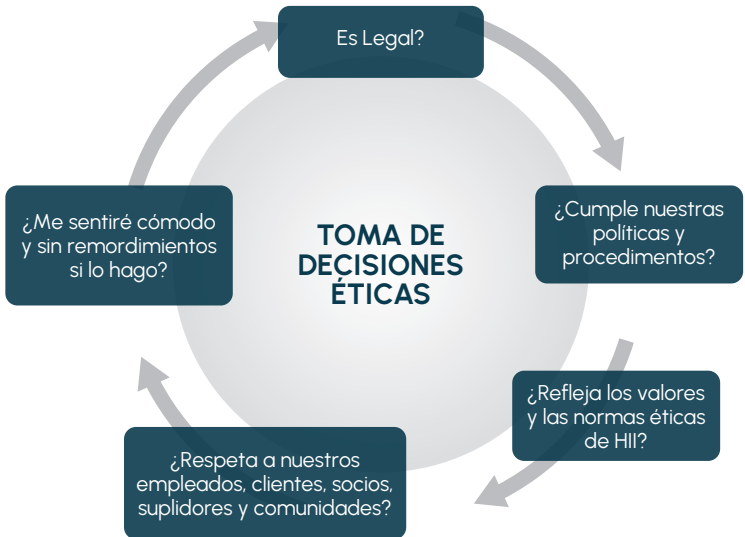 Es Legal?
¿Cumple nuestras
políticas y
procedimentos?
¿Refleja los valores
y las normas éticas
de HII?
¿Respeta a nuestros
empleados, clientes, socios,
suplidores y comunidades?
¿Me sentiré cómodo
y sin remordimientos
si lo hago?
TOMA DE
DECISIONES
ÉTICAS